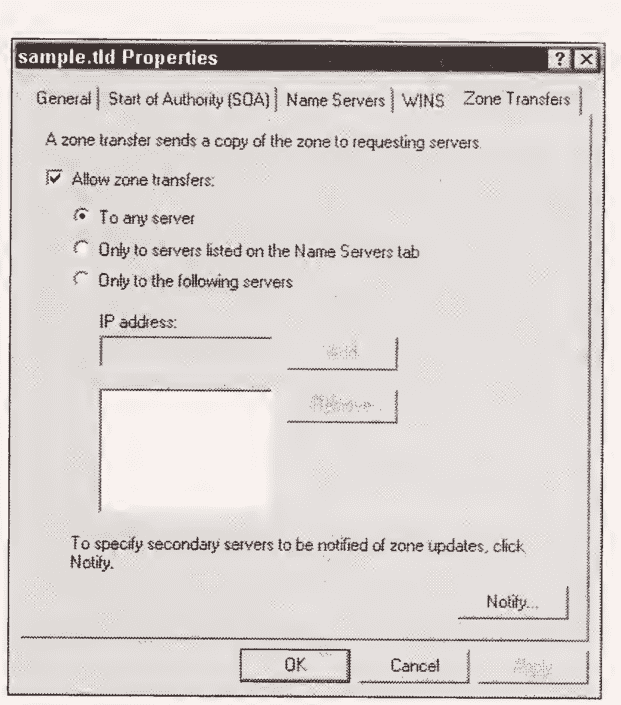 sample.tld Properties
General Start of Authority (SOA) Name Servers WINS Zone Transfers
A zone transfer sends a copy of the zone to requesting servers.
Allow zone transfers:
To any server
Only to servers listed on the Name Servers tab
Only to the following servers
IP address:
Remove
To specify secondary servers to be notified of zone updates, click
Notify.
Notify...
OK Cancel Apply